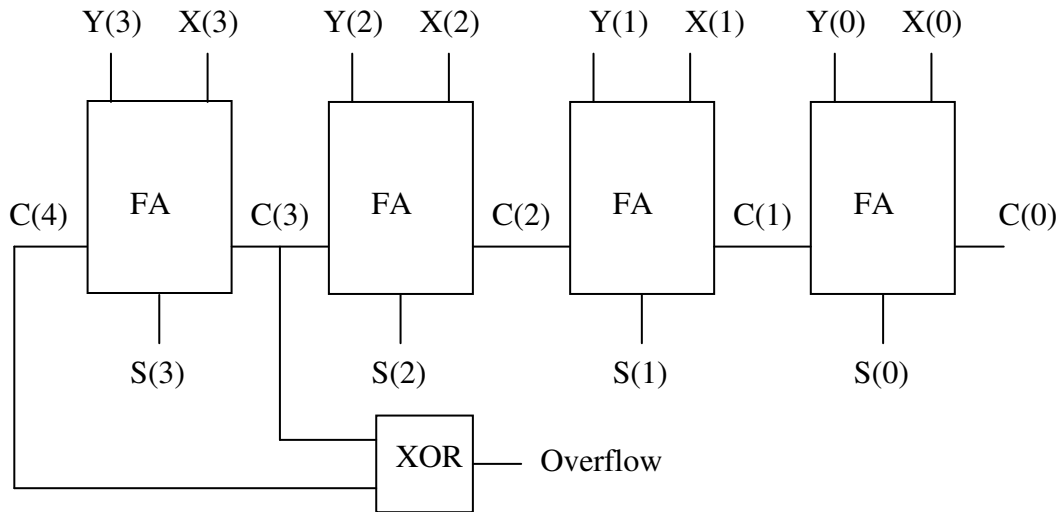 Y(3) X(3) Y(2) X(2) Y(1) X(1) Y(0) X(0)
FA FA FA FA
C(4) C(3) C(2) C(1) C(0)
S(3) S(2) S(1) S(0)
XOR Overflow